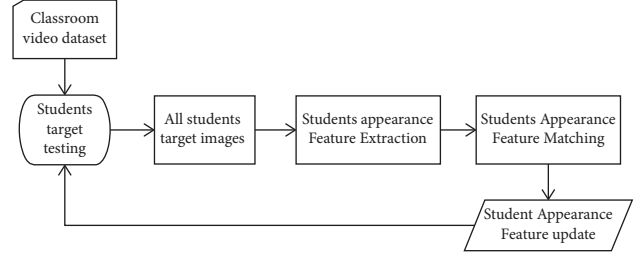 Classroom
video dataset
Students
target
testing
All students
target images
Students appearance
Feature Extraction
Students Appearance
Feature Matching
Student Appearance
Feature update